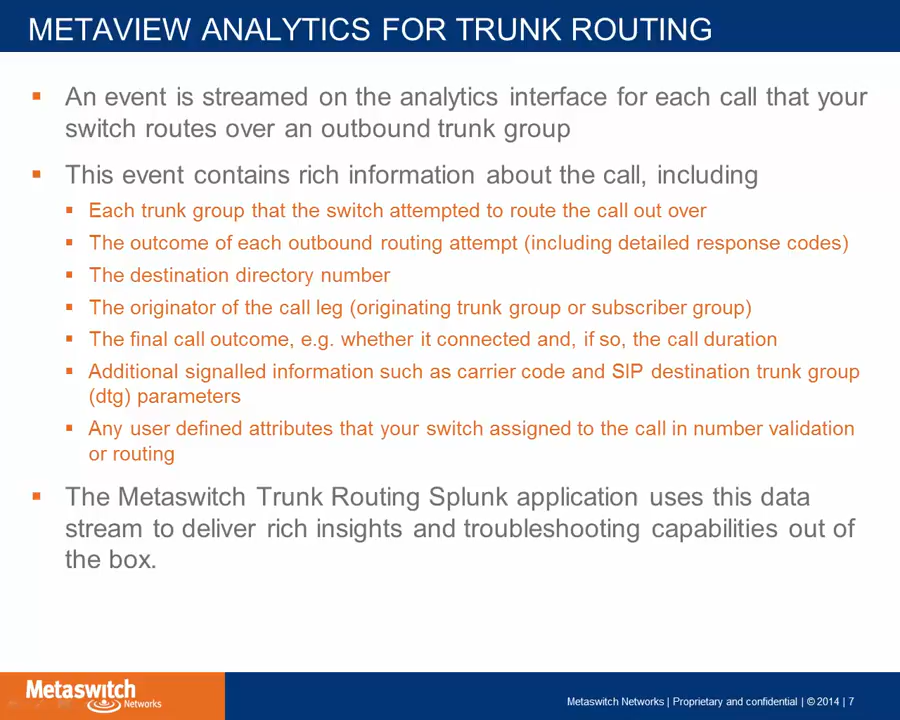 METAVIEW ANALYTICS FOR TRUNK ROUTING
An event is streamed on the analytics interface for each call that your
switch routes over an outbound trunk group
This event contains rich information about the call, including
Each trunk group that the switch attempted to route the call out over
The outcome of each outbound routing attempt (including detailed response codes)
The destination directory number
The originator of the call leg (originating trunk group or subscriber group)
The final call outcome, e.g. whether it connected and, if so, the call duration
Additional signalled information such as carrier code and SIP destination trunk group
(dtg) parameters
Any user defined attributes that your switch assigned to the call in number validation
or routing
The Metaswitch Trunk Routing Splunk application uses this data
stream to deliver rich insights and troubleshooting capabilities out of
the box.
Metaswitch
Networks
Metaswitch Networks | Proprietary and confidential | © 2014 | 7